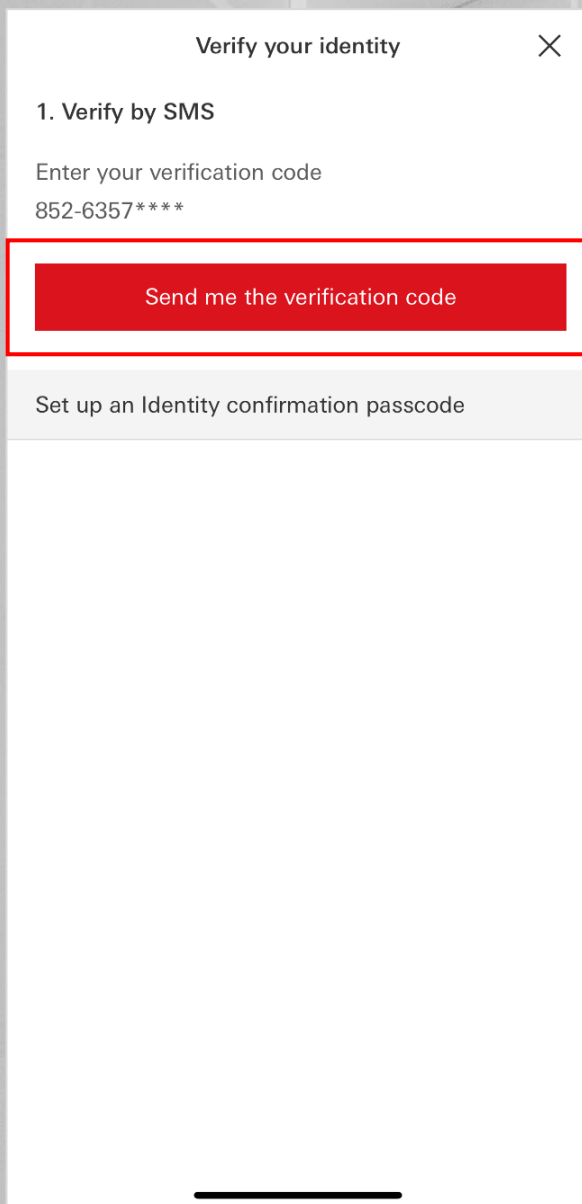 Verify your identity
1. Verify by SMS
Enter your verification code
852-6357****
Send me the verification code
Set up an Identity confirmation passcode